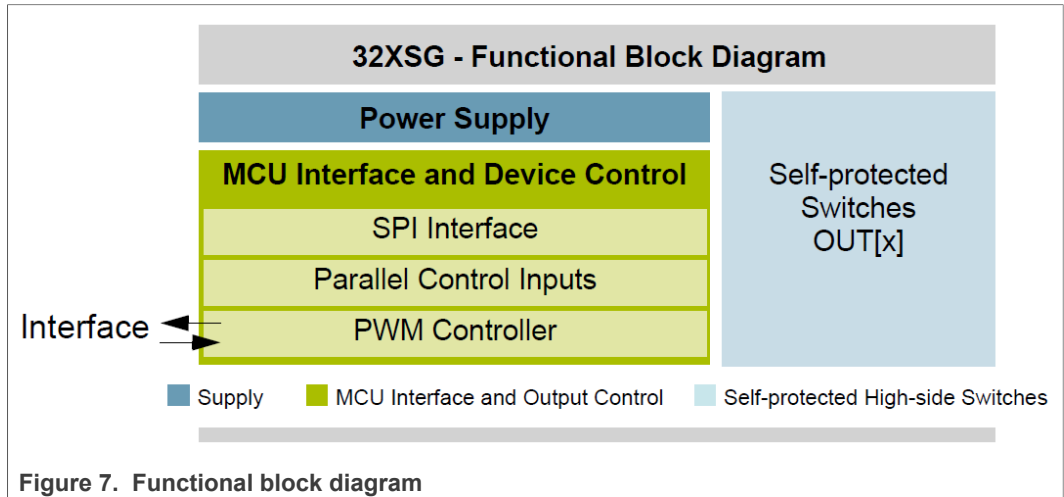 32XSG - Functional Block Diagram
Power Supply
MCU Interface and Device Control
SPI Interface
Parallel Control Inputs
PWM Controller
Interface
Self-protected
Switches
OUT[x]
Supply
MCU Interface and Output Control
Self-protected High-side Switches
Figure 7. Functional block diagram